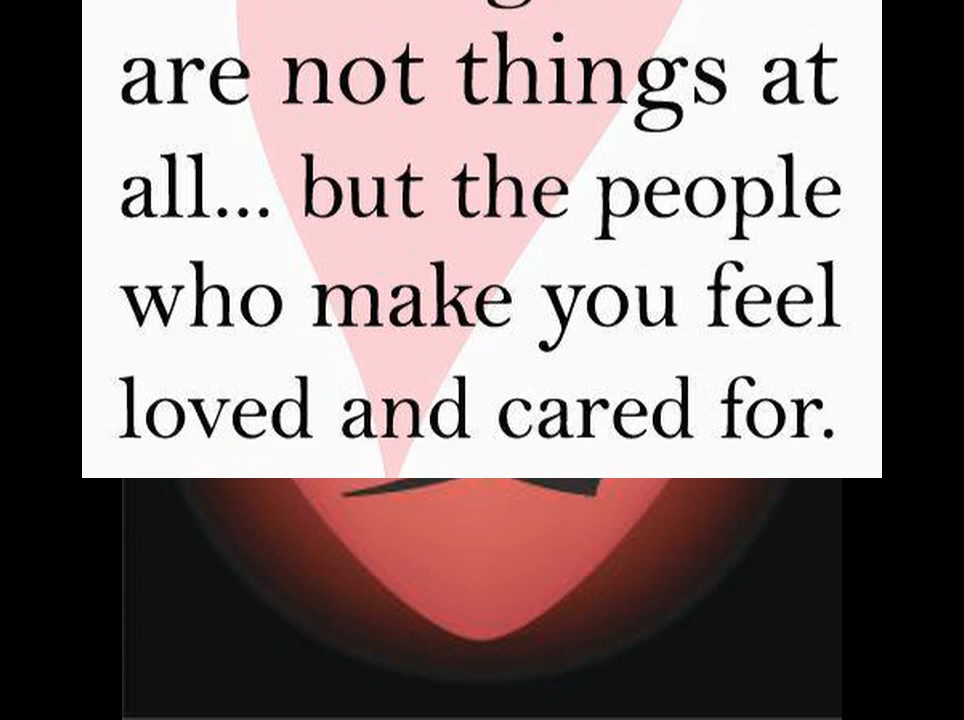 are not things at
all... but the people
who make you feel
loved and cared for.